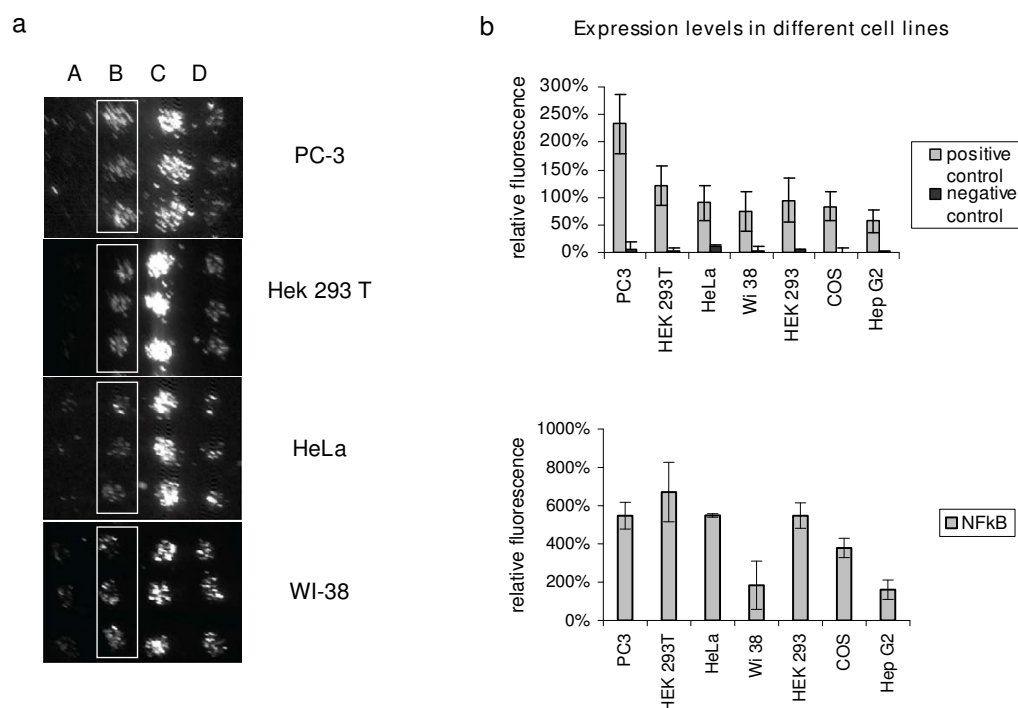 a
A B C D
PC-3
Hek 293 T
HeLa
WI-38
b
Expression levels in different cell lines
relative fluorescence
300%
250%
200%
150%
100%
50%
0%
PC3
HEK 293T
HeLa
Wi 38
HEK 293
COS
Hep G2
positive
control
negative
control
relative fluorescence
1000%
800%
600%
400%
200%
0%
PC3
HEK 293T
HeLa
Wi 38
HEK 293
COS
Hep G2
NFkB